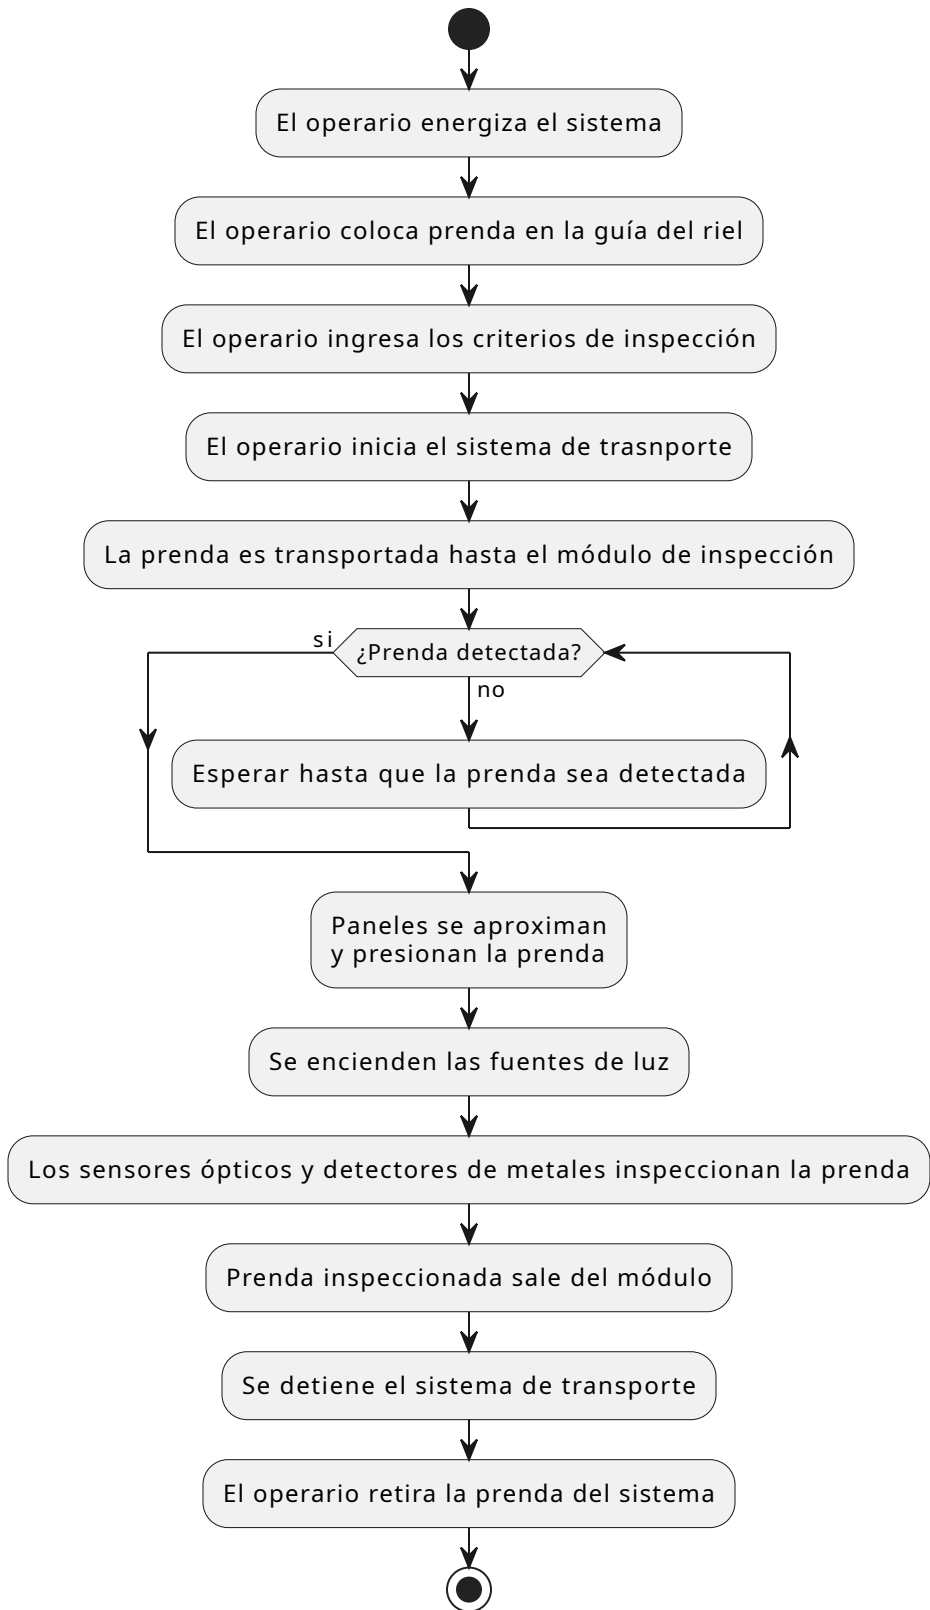 El operario energiza el sistema
El operario coloca prenda en la guía del riel
El operario ingresa los criterios de inspección
El operario inicia el sistema de trasnporte
La prenda es transportada hasta el módulo de inspección
si
¿Prenda detectada?
no
Esperar hasta que la prenda sea detectada
Paneles se aproximan
y presionan la prenda
Se encienden las fuentes de luz
Los sensores ópticos y detectores de metales inspeccionan la prenda
Prenda inspeccionada sale del módulo
Se detiene el sistema de transporte
El operario retira la prenda del sistema